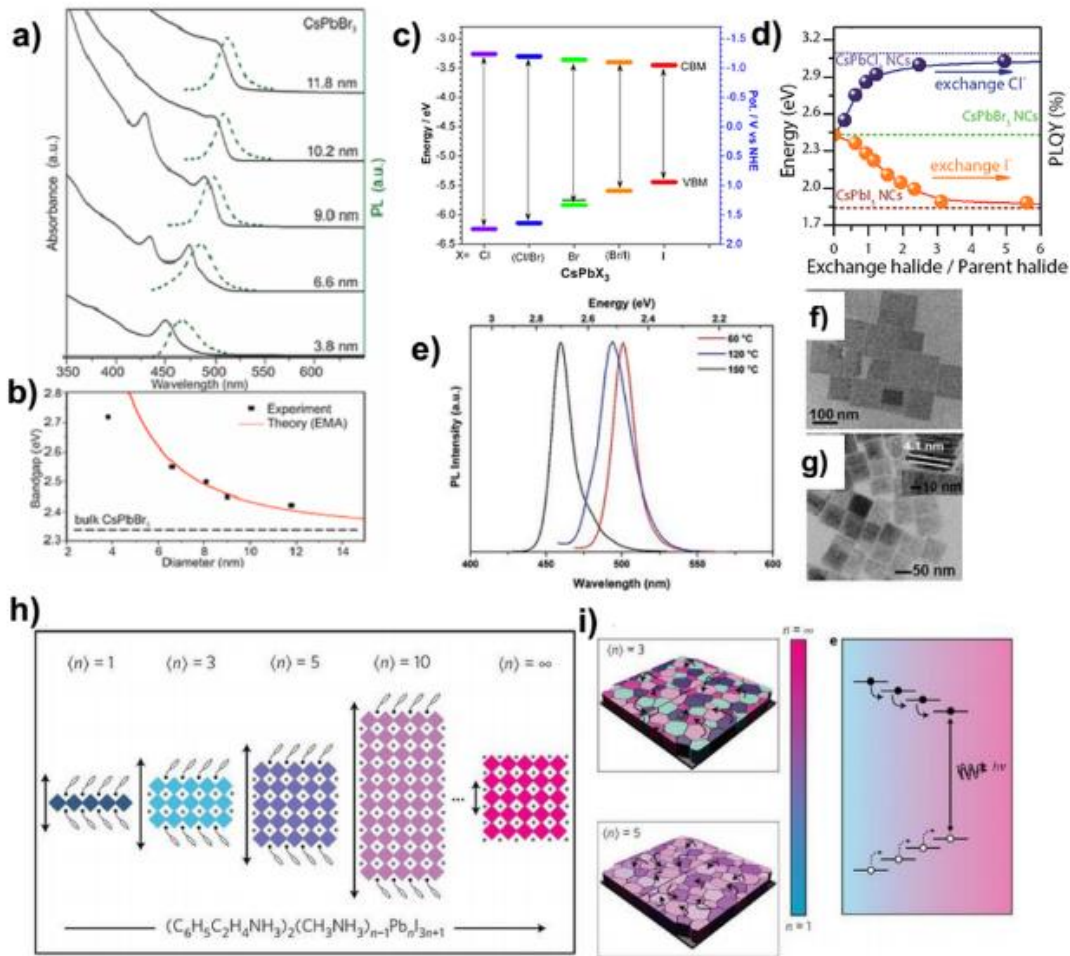 a)
CsPbBr₃
11.8 nm
10.2 nm
9.0 nm
6.6 nm
3.8 nm
Absorbance (a.u.)
PL (a.u.)
350 400 450 500 550 600
Wavelength (nm)
b)
2.8
2.7
2.6
2.5
2.4
2.3
Bandgap (eV)
Experiment
Theory (EMA)
bulk CsPbBr₃
2 4 6 8 10 12 14
Diameter (nm)
c)
-3.0
-3.5
-4.0
-4.5
-5.0
-5.5
-6.0
-6.5
Energy / eV
-1.5
-1.0
-0.5
0.0
0.5
1.0
1.5
2.0
Pot. / V vs NHE
CBM
VBM
X= Cl (Cl/Br) Br (Br/I) I
CsPbX₃
d)
3.2
3.0
2.7
2.4
2.1
1.9
1.7
Energy (eV)
PLQY (%)
CsPbCl₃ NCs
exchange Cl⁻
CsPbBr₃ NCs
exchange I⁻
CsPbI₃ NCs
0 1 2 3 4 5 6
Exchange halide / Parent halide
e)
Energy (eV)
3 2.8 2.6 2.4 2.2
60 °C
120 °C
150 °C
PL Intensity (a.u.)
400 450 500 550 600
Wavelength (nm)
f)
100 nm
g)
4.1 nm
10 nm
50 nm
h)
⟨n⟩ = 1 ⟨n⟩ = 3 ⟨n⟩ = 5 ⟨n⟩ = 10 ⟨n⟩ = ∞
...
(C₆H₅C₂H₄NH₃)₂(CH₃NH₃)ₙ₋₁PbₙI₃ₙ₊₁
i)
⟨n⟩ = 3
⟨n⟩ = 5
n = ∞
n = 1
e
hν